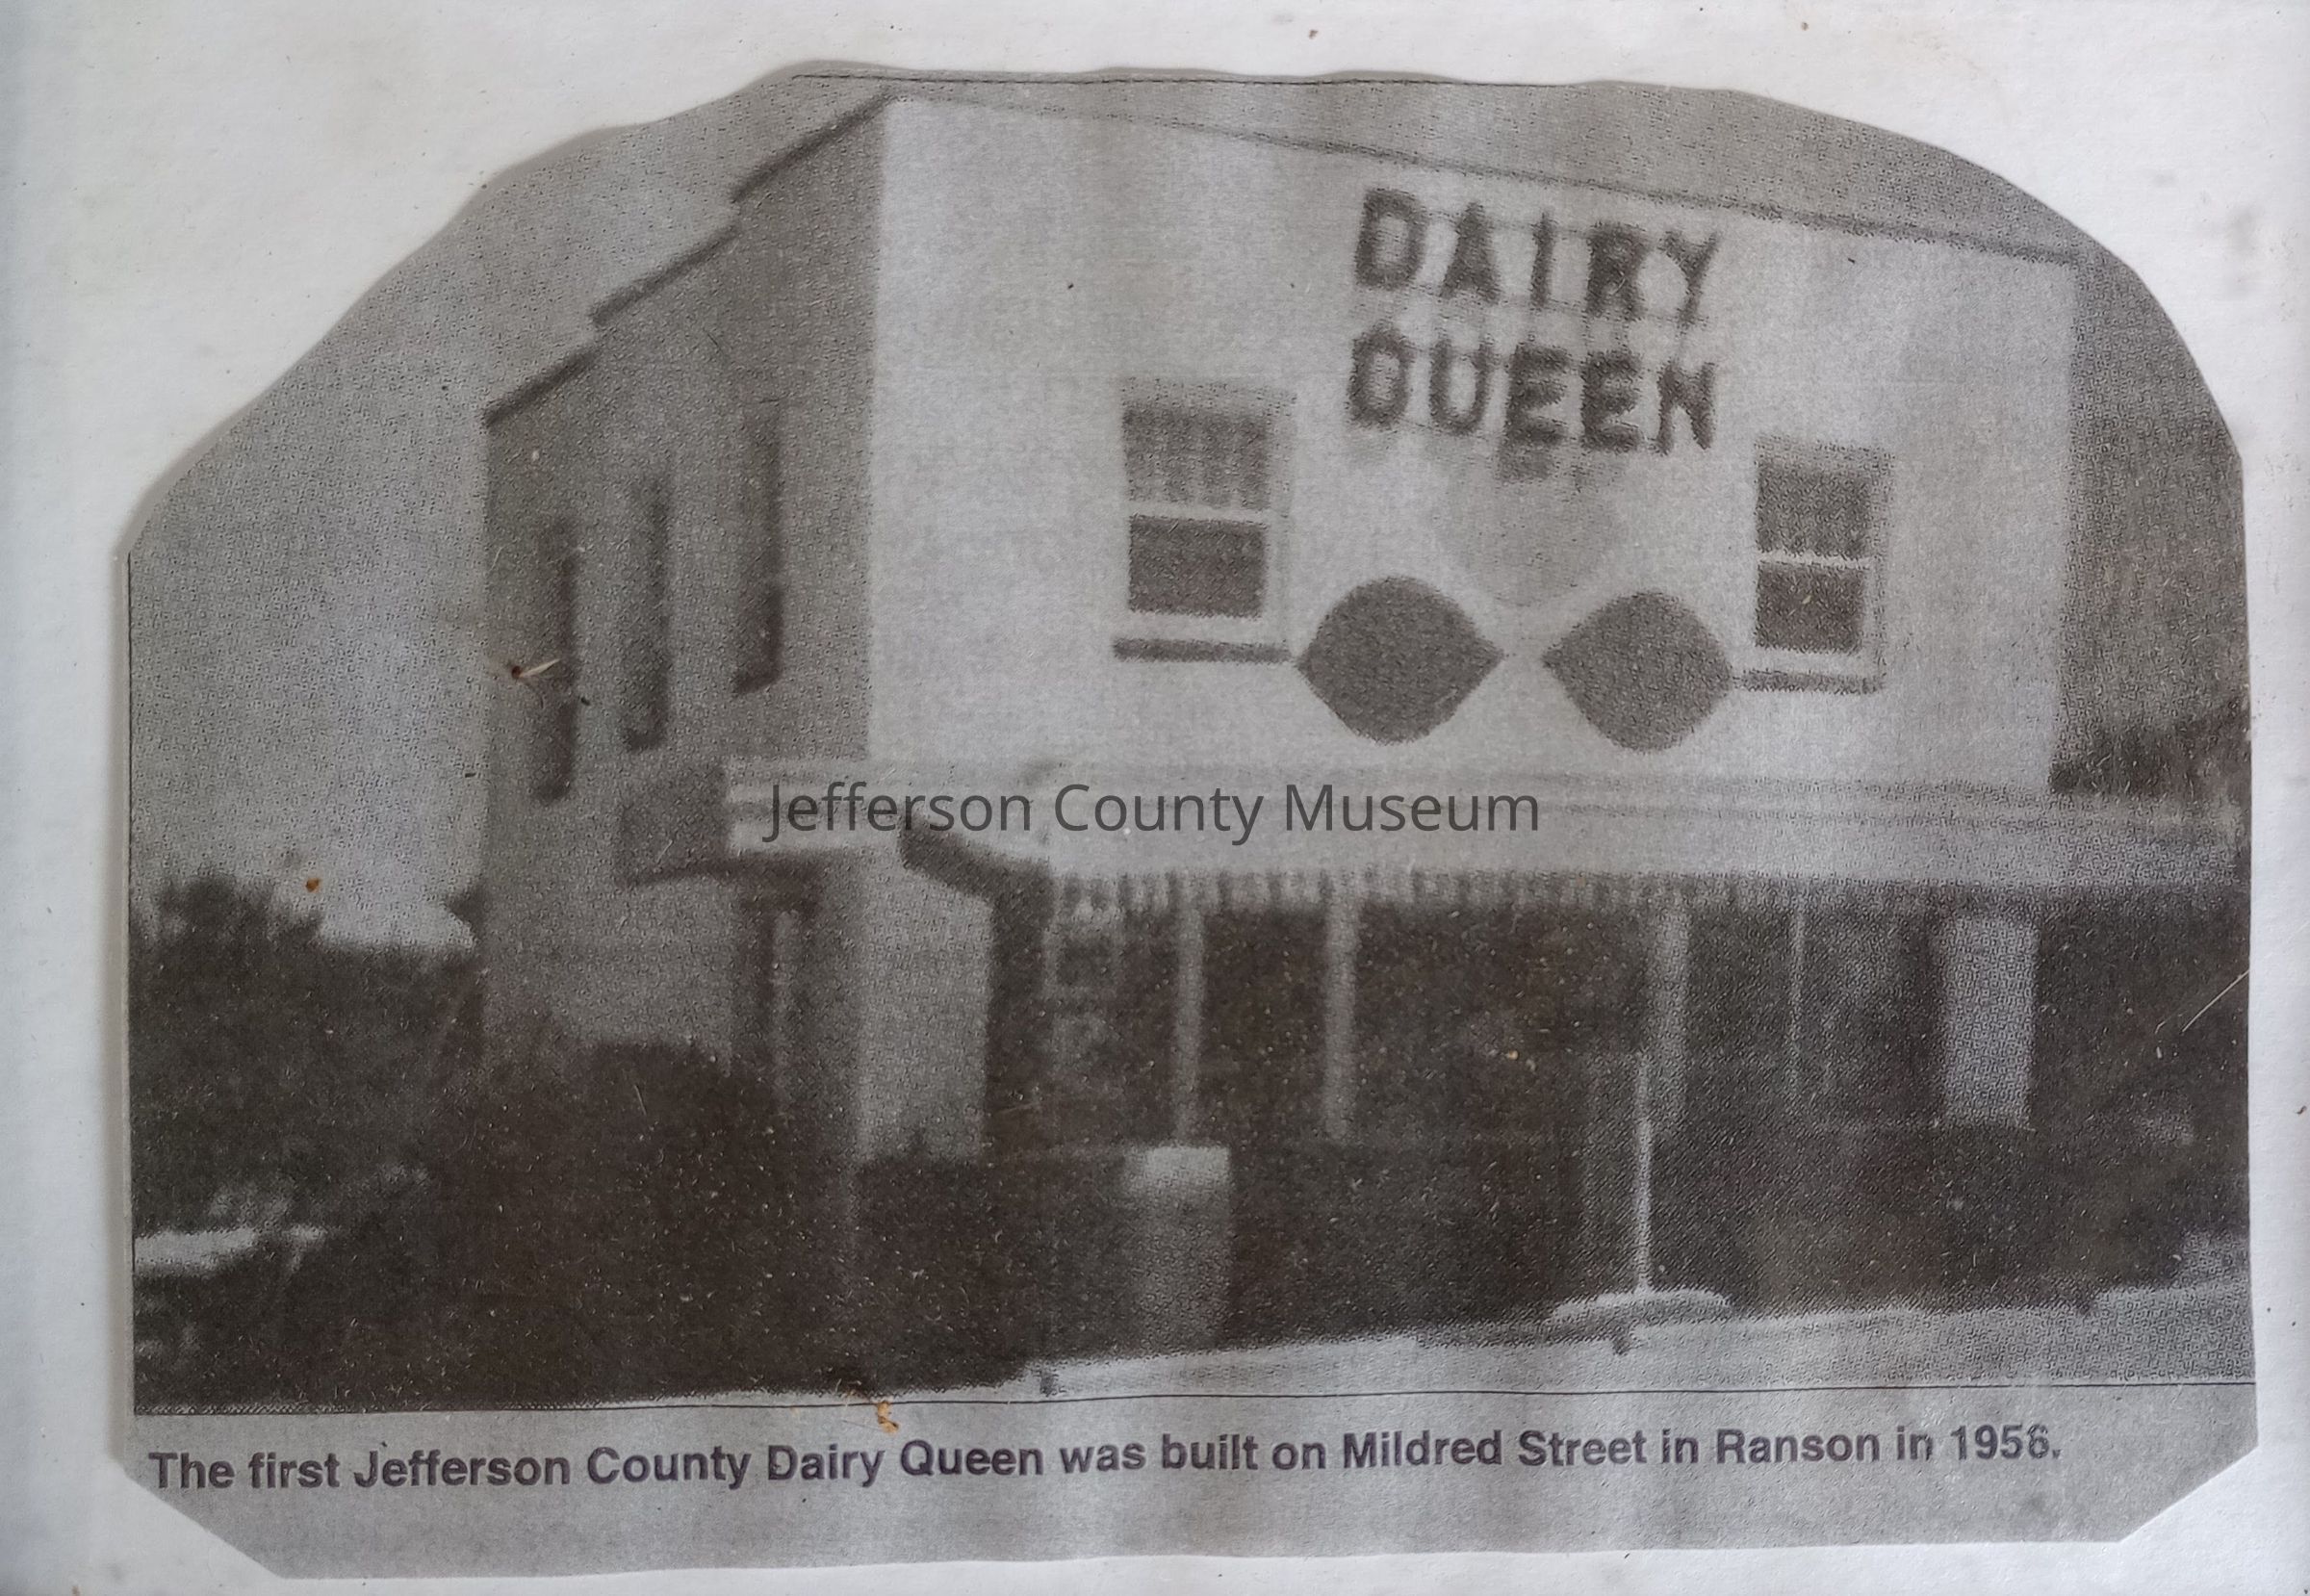 DAIRY
QUEEN
Jefferson County Museum
The first Jefferson County Dairy Queen was built on Mildred Street in Ranson in 1956.